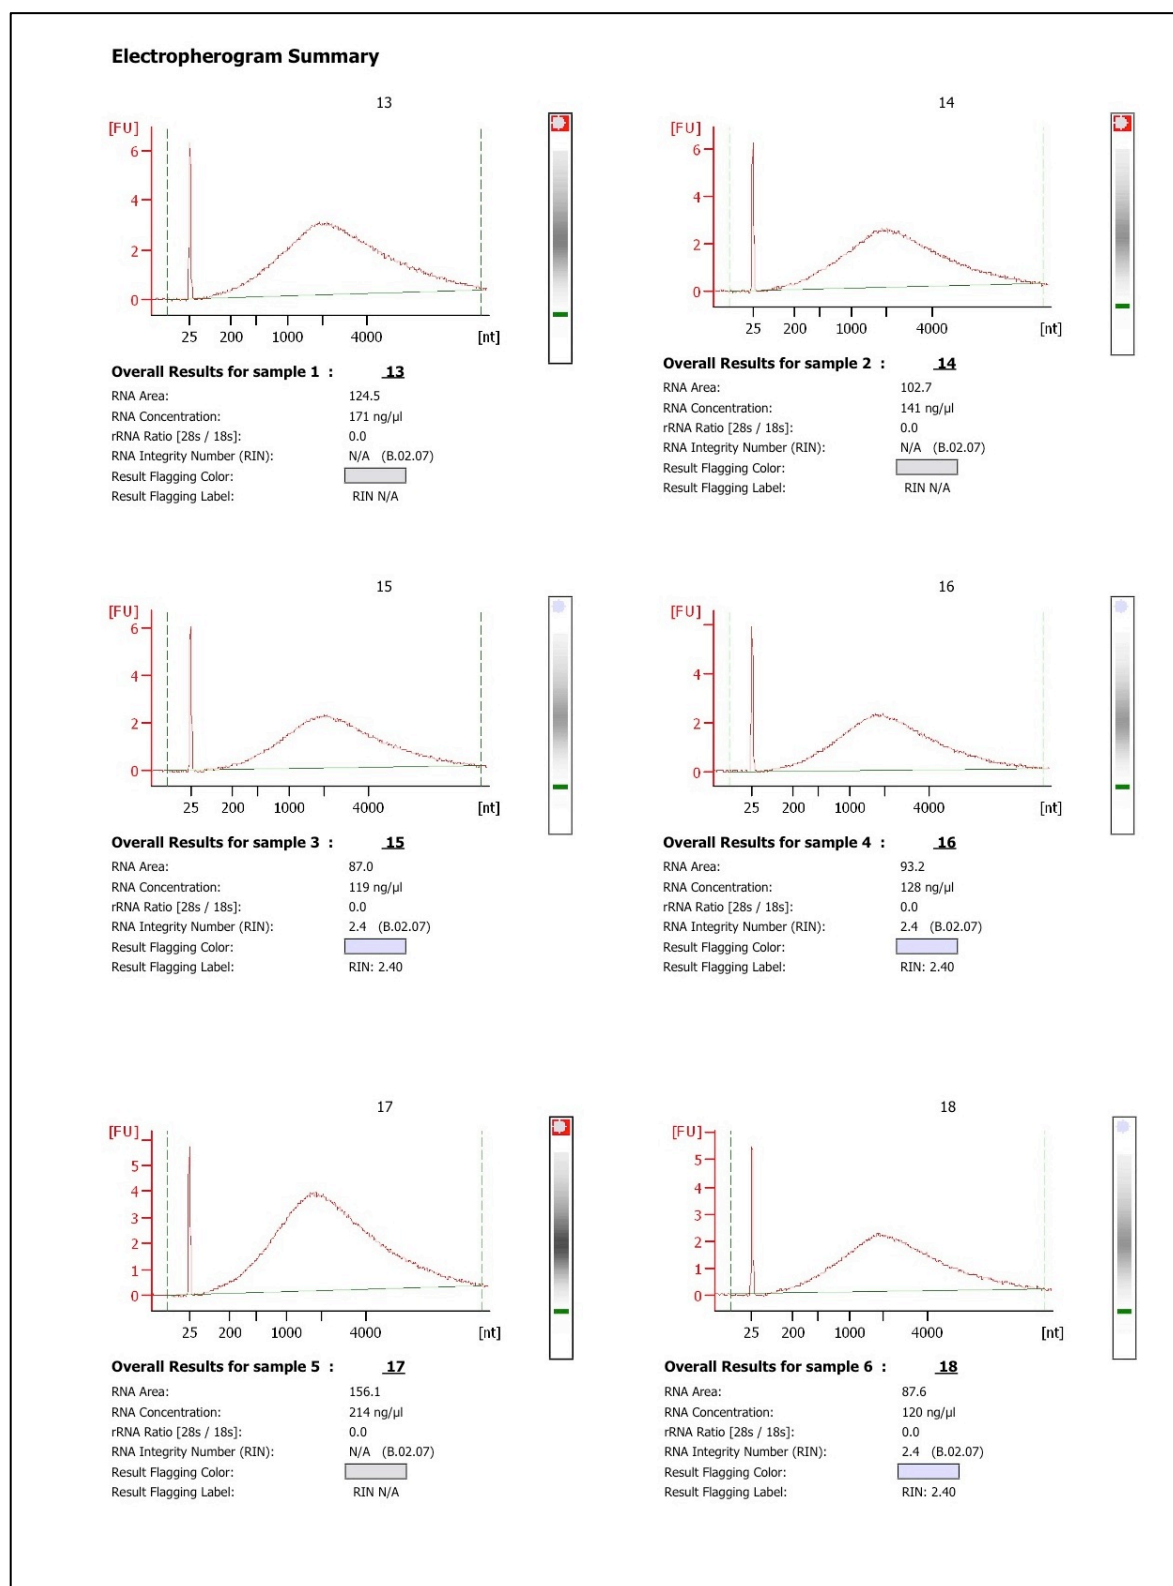 Electropherogram Summary
13
[FU]
6
4
2
0
25 200 1000 4000 [nt]
Overall Results for sample 1 : 13
RNA Area: 124.5
RNA Concentration: 171 ng/µl
rRNA Ratio [28s / 18s]: 0.0
RNA Integrity Number (RIN): N/A (B.02.07)
Result Flagging Color:
Result Flagging Label: RIN N/A
14
[FU]
6
4
2
0
25 200 1000 4000 [nt]
Overall Results for sample 2 : 14
RNA Area: 102.7
RNA Concentration: 141 ng/µl
rRNA Ratio [28s / 18s]: 0.0
RNA Integrity Number (RIN): N/A (B.02.07)
Result Flagging Color:
Result Flagging Label: RIN N/A
15
[FU]
6
4
2
0
25 200 1000 4000 [nt]
Overall Results for sample 3 : 15
RNA Area: 87.0
RNA Concentration: 119 ng/µl
rRNA Ratio [28s / 18s]: 0.0
RNA Integrity Number (RIN): 2.4 (B.02.07)
Result Flagging Color:
Result Flagging Label: RIN: 2.40
16
[FU]
4
2
0
25 200 1000 4000 [nt]
Overall Results for sample 4 : 16
RNA Area: 93.2
RNA Concentration: 128 ng/µl
rRNA Ratio [28s / 18s]: 0.0
RNA Integrity Number (RIN): 2.4 (B.02.07)
Result Flagging Color:
Result Flagging Label: RIN: 2.40
17
[FU]
5
4
3
2
1
0
25 200 1000 4000 [nt]
Overall Results for sample 5 : 17
RNA Area: 156.1
RNA Concentration: 214 ng/µl
rRNA Ratio [28s / 18s]: 0.0
RNA Integrity Number (RIN): N/A (B.02.07)
Result Flagging Color:
Result Flagging Label: RIN N/A
18
[FU]
5
4
3
2
1
0
25 200 1000 4000 [nt]
Overall Results for sample 6 : 18
RNA Area: 87.6
RNA Concentration: 120 ng/µl
rRNA Ratio [28s / 18s]: 0.0
RNA Integrity Number (RIN): 2.4 (B.02.07)
Result Flagging Color:
Result Flagging Label: RIN: 2.40